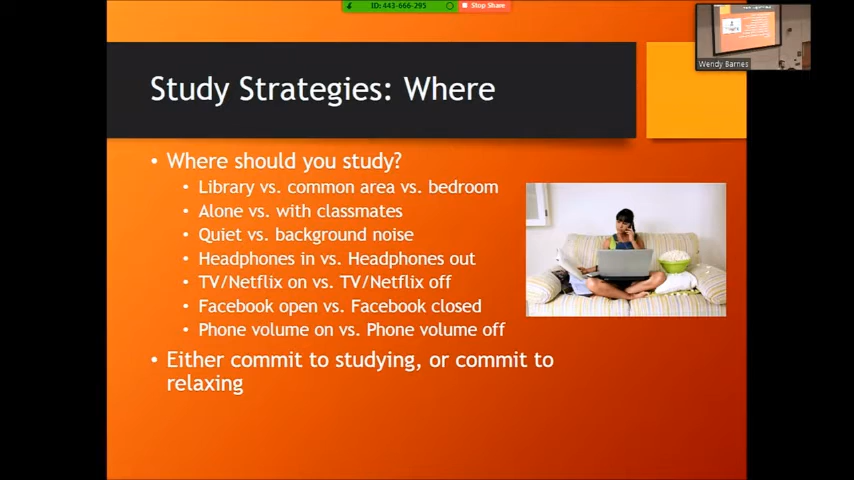 ID: 443-666-295
Stop Share
Wendy Barnes
Study Strategies: Where
• Where should you study?
• Library vs. common area vs. bedroom
• Alone vs. with classmates
• Quiet vs. background noise
• Headphones in vs. Headphones out
• TV/Netflix on vs. TV/Netflix off
• Facebook open vs. Facebook closed
• Phone volume on vs. Phone volume off
• Either commit to studying, or commit to
relaxing